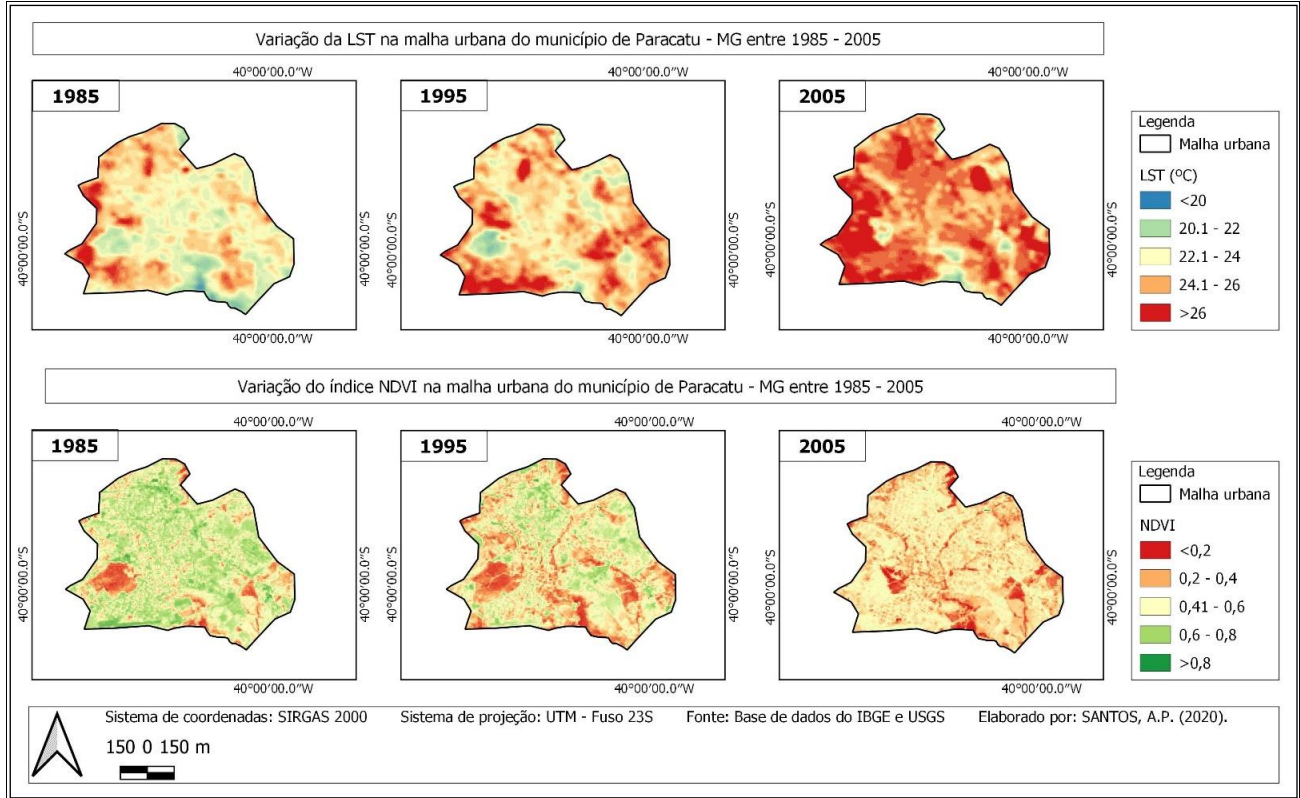 Variação da LST na malha urbana do município de Paracatu - MG entre 1985 - 2005
40°00'00.0"W
40°00'00.0"W
40°00'00.0"W
1985
1995
2005
40°00'00.0"S
40°00'00.0"S
40°00'00.0"S
40°00'00.0"S
40°00'00.0"S
40°00'00.0"S
40°00'00.0"W
40°00'00.0"W
40°00'00.0"W
Legenda
Malha urbana
LST (ºC)
<20
20.1 - 22
22.1 - 24
24.1 - 26
>26
Variação do índice NDVI na malha urbana do município de Paracatu - MG entre 1985 - 2005
40°00'00.0"W
40°00'00.0"W
40°00'00.0"W
1985
1995
2005
40°00'00.0"S
40°00'00.0"S
40°00'00.0"S
40°00'00.0"S
40°00'00.0"S
40°00'00.0"S
40°00'00.0"W
40°00'00.0"W
40°00'00.0"W
Legenda
Malha urbana
NDVI
<0,2
0,2 - 0,4
0,41 - 0,6
0,6 - 0,8
>0,8
Sistema de coordenadas: SIRGAS 2000 Sistema de projeção: UTM - Fuso 23S Fonte: Base de dados do IBGE e USGS Elaborado por: SANTOS, A.P. (2020).
150 0 150 m